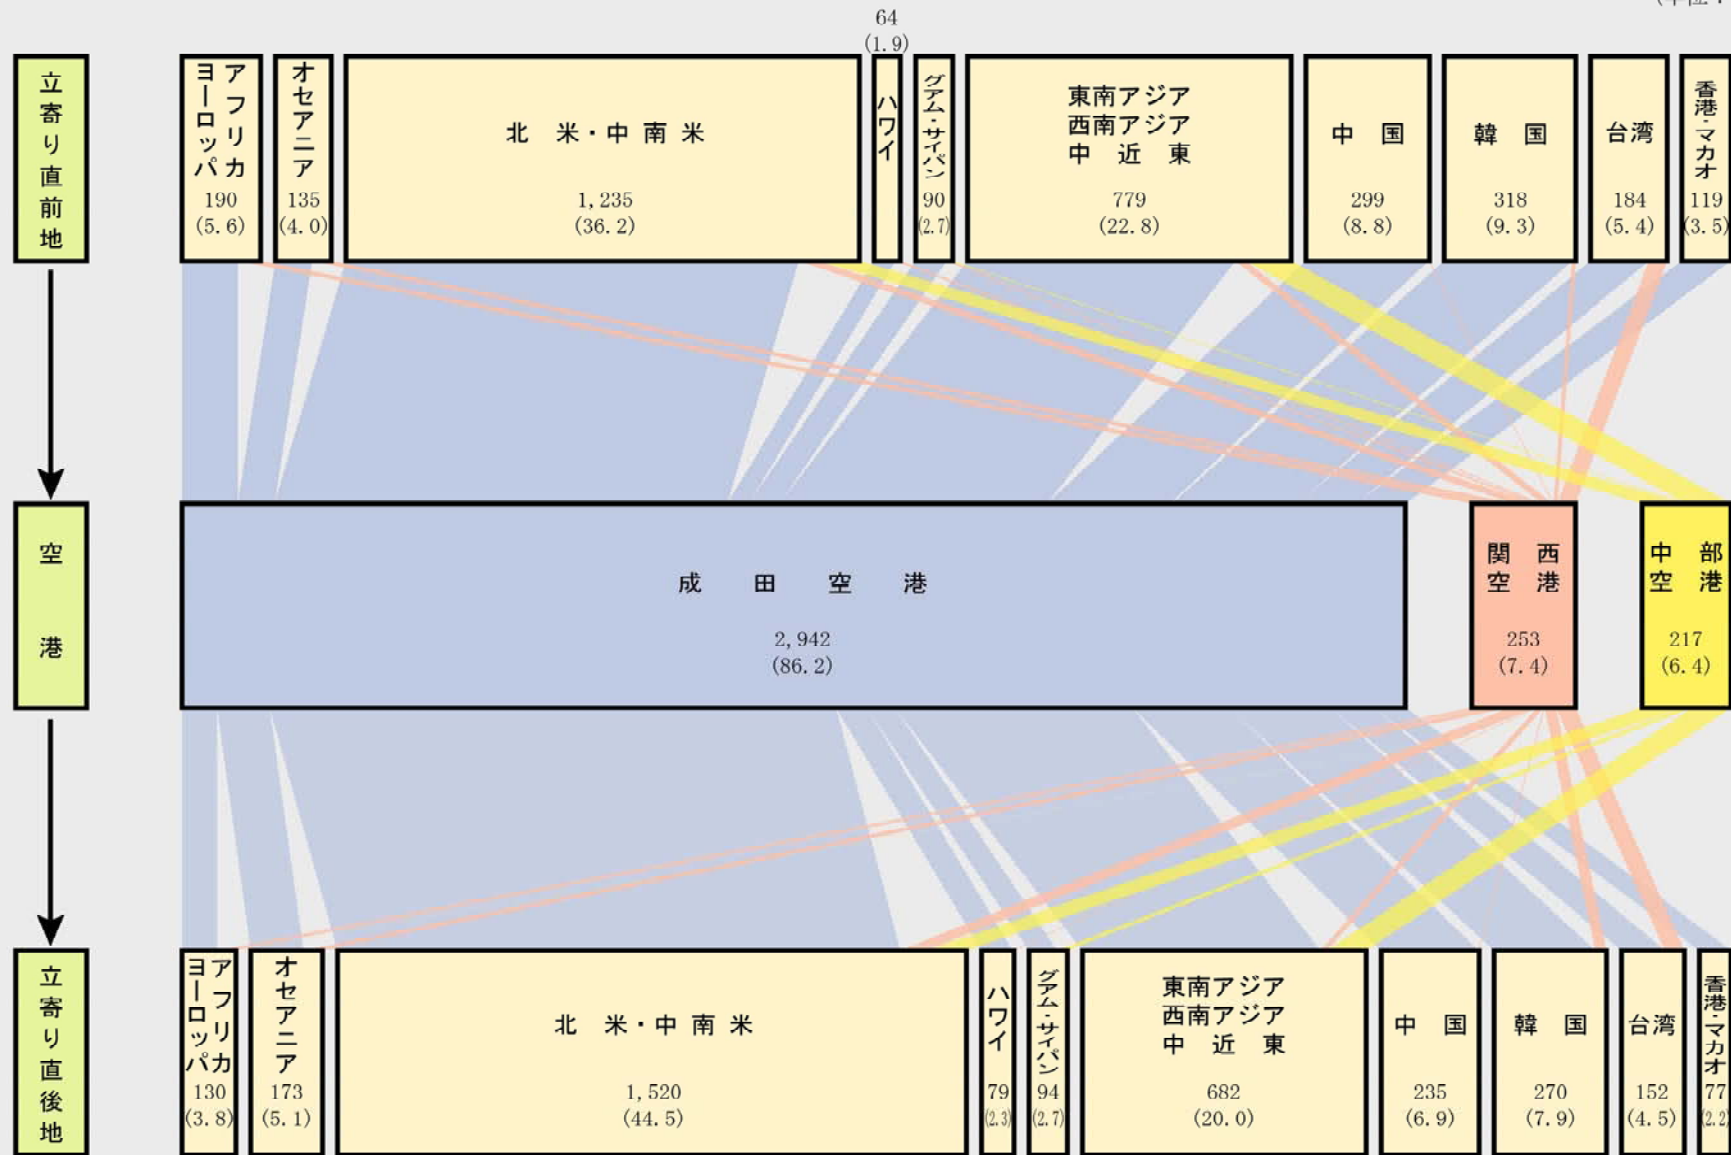 (単位:
64
(1.9)
立寄り直前地
ヨーロッパ
アフリカ
190
(5.6)
オセアニア
135
(4.0)
北 米・中 南 米
1,235
(36.2)
ハワイ
グアム・サイパン
90
(2.7)
東南アジア
西南アジア
中 近 東
779
(22.8)
中 国
299
(8.8)
韓 国
318
(9.3)
台湾
184
(5.4)
香港・マカオ
119
(3.5)
空 港
成 田 空 港
2,942
(86.2)
関 西
空 港
253
(7.4)
中 部
空 港
217
(6.4)
立寄り直後地
ヨーロッパ
アフリカ
130
(3.8)
オセアニア
173
(5.1)
北 米・中 南 米
1,520
(44.5)
ハワイ
79
(2.3)
グアム・サイパン
94
(2.7)
東南アジア
西南アジア
中 近 東
682
(20.0)
中 国
235
(6.9)
韓 国
270
(7.9)
台湾
152
(4.5)
香港・マカオ
77
(2.2)